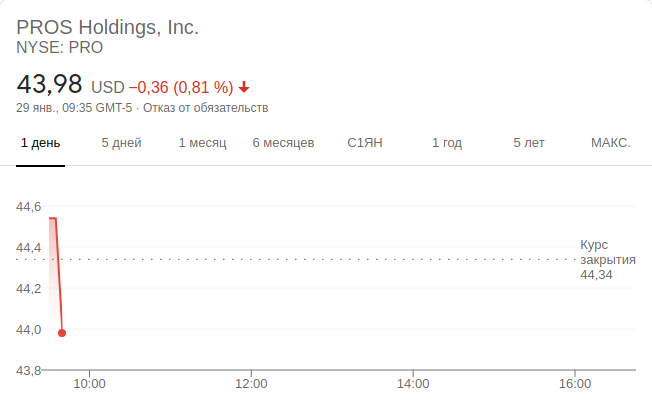 PROS Holdings, Inc.
NYSE: PRO
43,98 USD −0,36 (0,81 %)
29 янв., 09:35 GMT-5 · Отказ от обязательств
1 день 5 дней 1 месяц 6 месяцев С1ЯН 1 год 5 лет МАКС.
44,6
44,4
Курс
закрытия
44,34
44,2
44,0
43,8
10:00 12:00 14:00 16:00